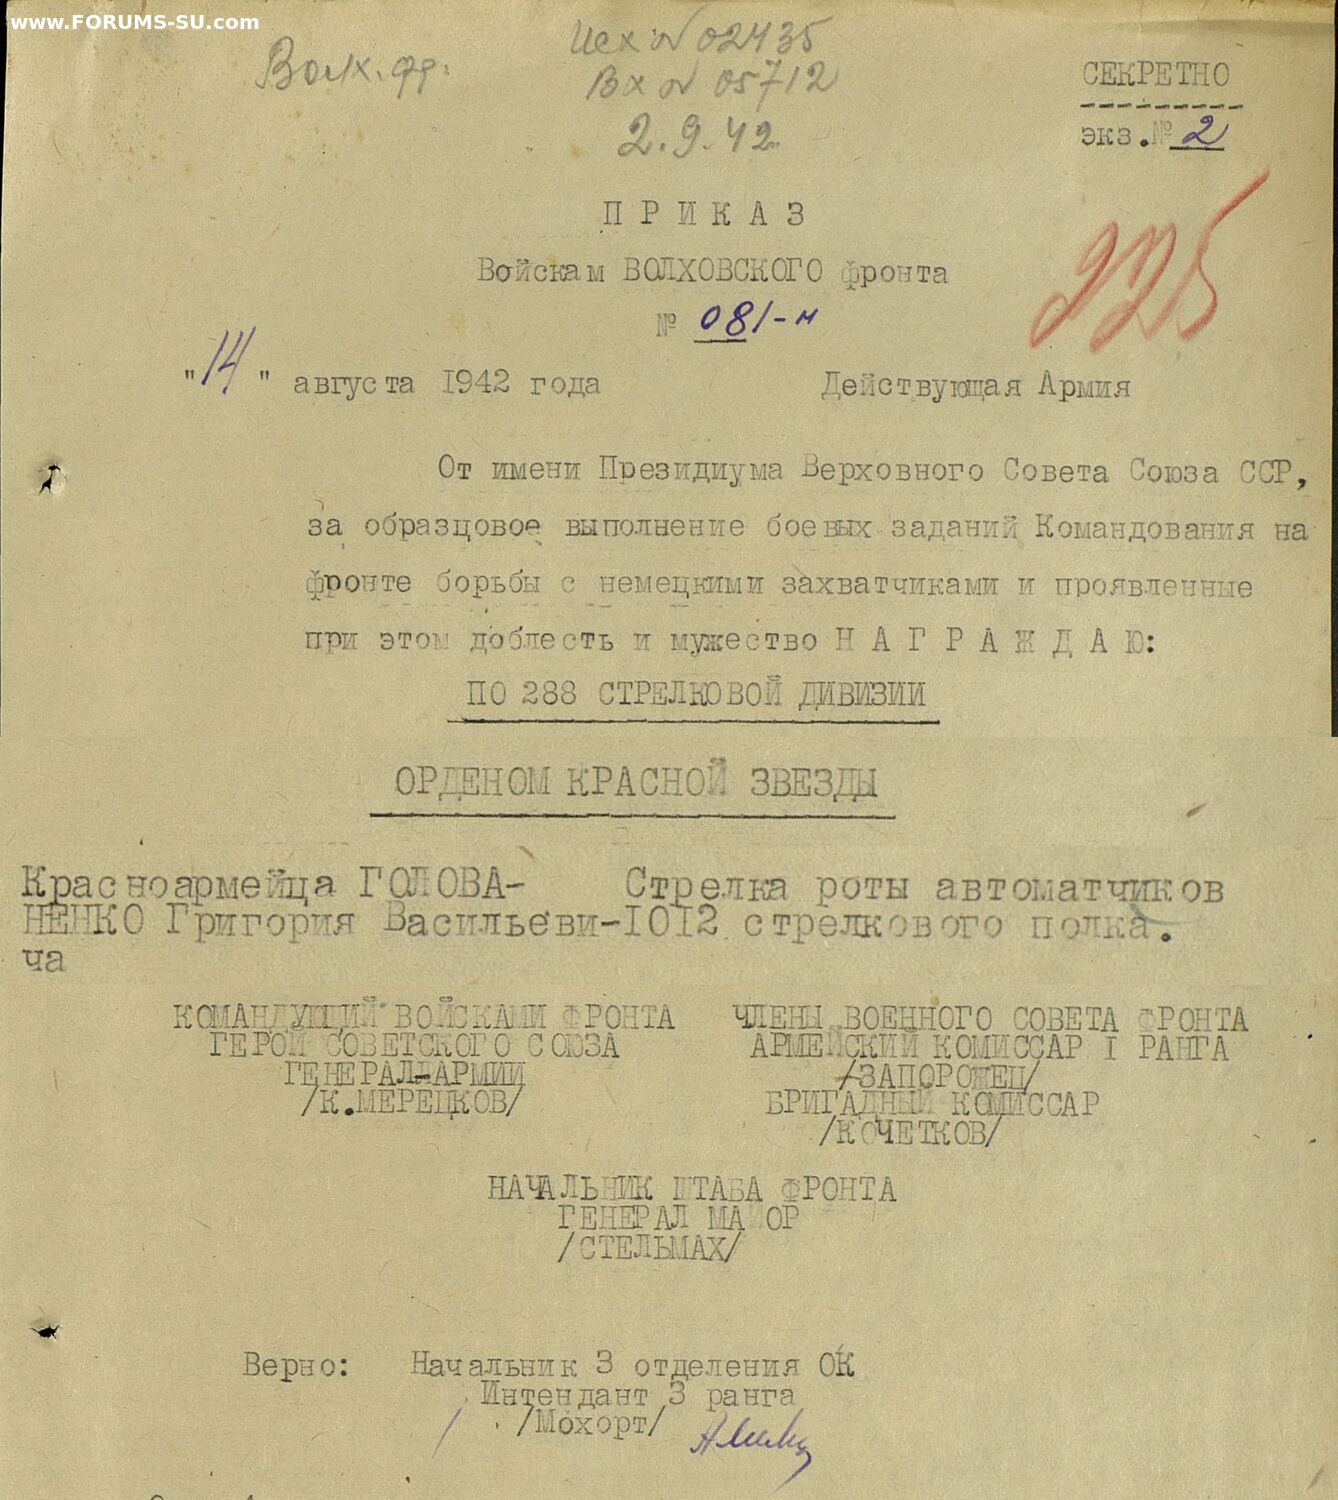 www.FORUMS-SU.com
Волх. фр.
Исх № 02435
Вх № 05712
2.9.42
СЕКРЕТНО
экз.№ 2
ПРИКАЗ
Войскам ВОЛХОВСКОГО фронта
№ 081-н
225
"14" августа 1942 года Действующая Армия
От имени Президиума Верховного Совета Союза ССР,
за образцовое выполнение боевых заданий Командования на
фронте борьбы с немецкими захватчиками и проявленные
при этом доблесть и мужество НАГРАЖДАЮ:
ПО 288 СТРЕЛКОВОЙ ДИВИЗИИ
ОРДЕНОМ КРАСНОЙ ЗВЕЗДЫ
Красноармейца ГОЛОВА- Стрелка роты автоматчиков
НЕНКО Григория Васильеви-1012 стрелкового полка.
ча
КОМАНДУЮЩИЙ ВОЙСКАМИ ФРОНТА
ГЕРОЙ СОВЕТСКОГО СОЮЗА
ГЕНЕРАЛ-АРМИИ
/К.МЕРЕЦКОВ/
ЧЛЕНЫ ВОЕННОГО СОВЕТА ФРОНТА
АРМЕЙСКИЙ КОМИССАР I РАНГА
/ЗАПОРОЖЕЦ/
БРИГАДНЫЙ КОМИССАР
/КОЧЕТКОВ/
НАЧАЛЬНИК ШТАБА ФРОНТА
ГЕНЕРАЛ МАЙОР
/СТЕЛЬМАХ/
Верно: Начальник 3 отделения ОК
Интендант 3 ранга
/Мохорт/